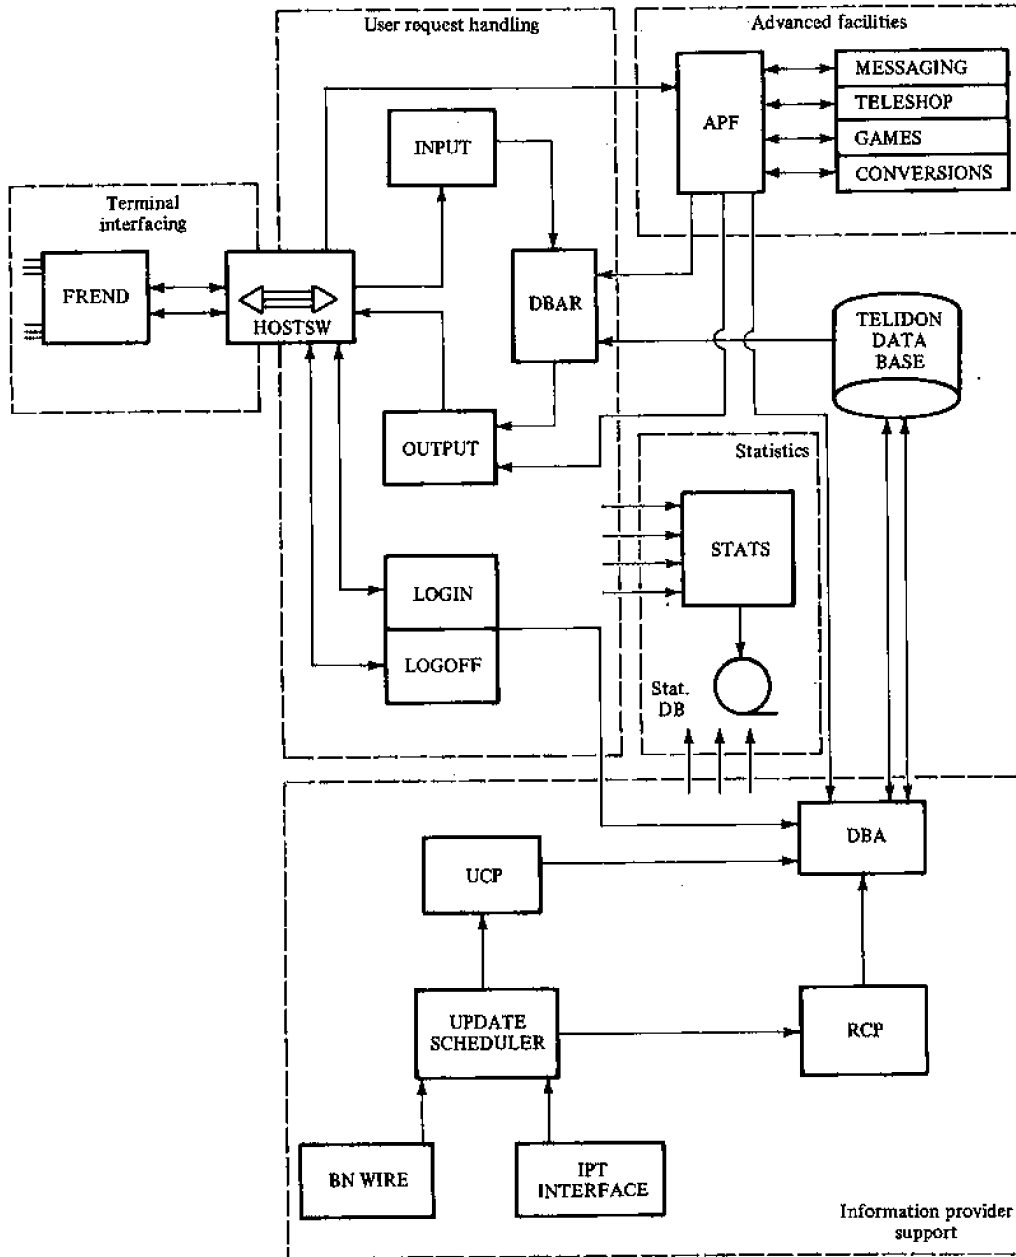 User request handling
Advanced facilities
MESSAGING
TELESHOP
GAMES
CONVERSIONS
APF
INPUT
Terminal
interfacing
FREND
HOSTSW
DBAR
TELIDON
DATA
BASE
OUTPUT
Statistics
STATS
LOGIN
LOGOFF
Stat.
DB
DBA
UCP
UPDATE
SCHEDULER
RCP
BN WIRE
IPT
INTERFACE
Information provider
support